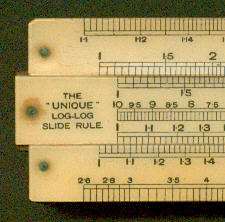 1·1 1·2 1·4
1 1·5 2
THE
"UNIQUE"
LOG-LOG
SLIDE RULE.
1 1·5
10 9·5 9 8·5 8 7·5
1 1·1 1·2 1·3
1 1·1 1·2 1·3 1·4
2·6 2·8 3 3·5 4